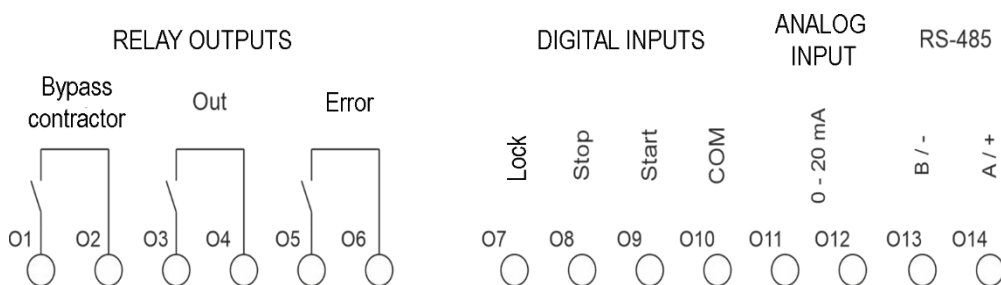 RELAY OUTPUTS
DIGITAL INPUTS
ANALOG
INPUT
RS-485
Bypass
contractor
Out
Error
Lock
Stop
Start
COM
0 - 20 mA
B / -
A / +
O1
O2
O3
O4
O5
O6
O7
O8
O9
O10
O11
O12
O13
O14